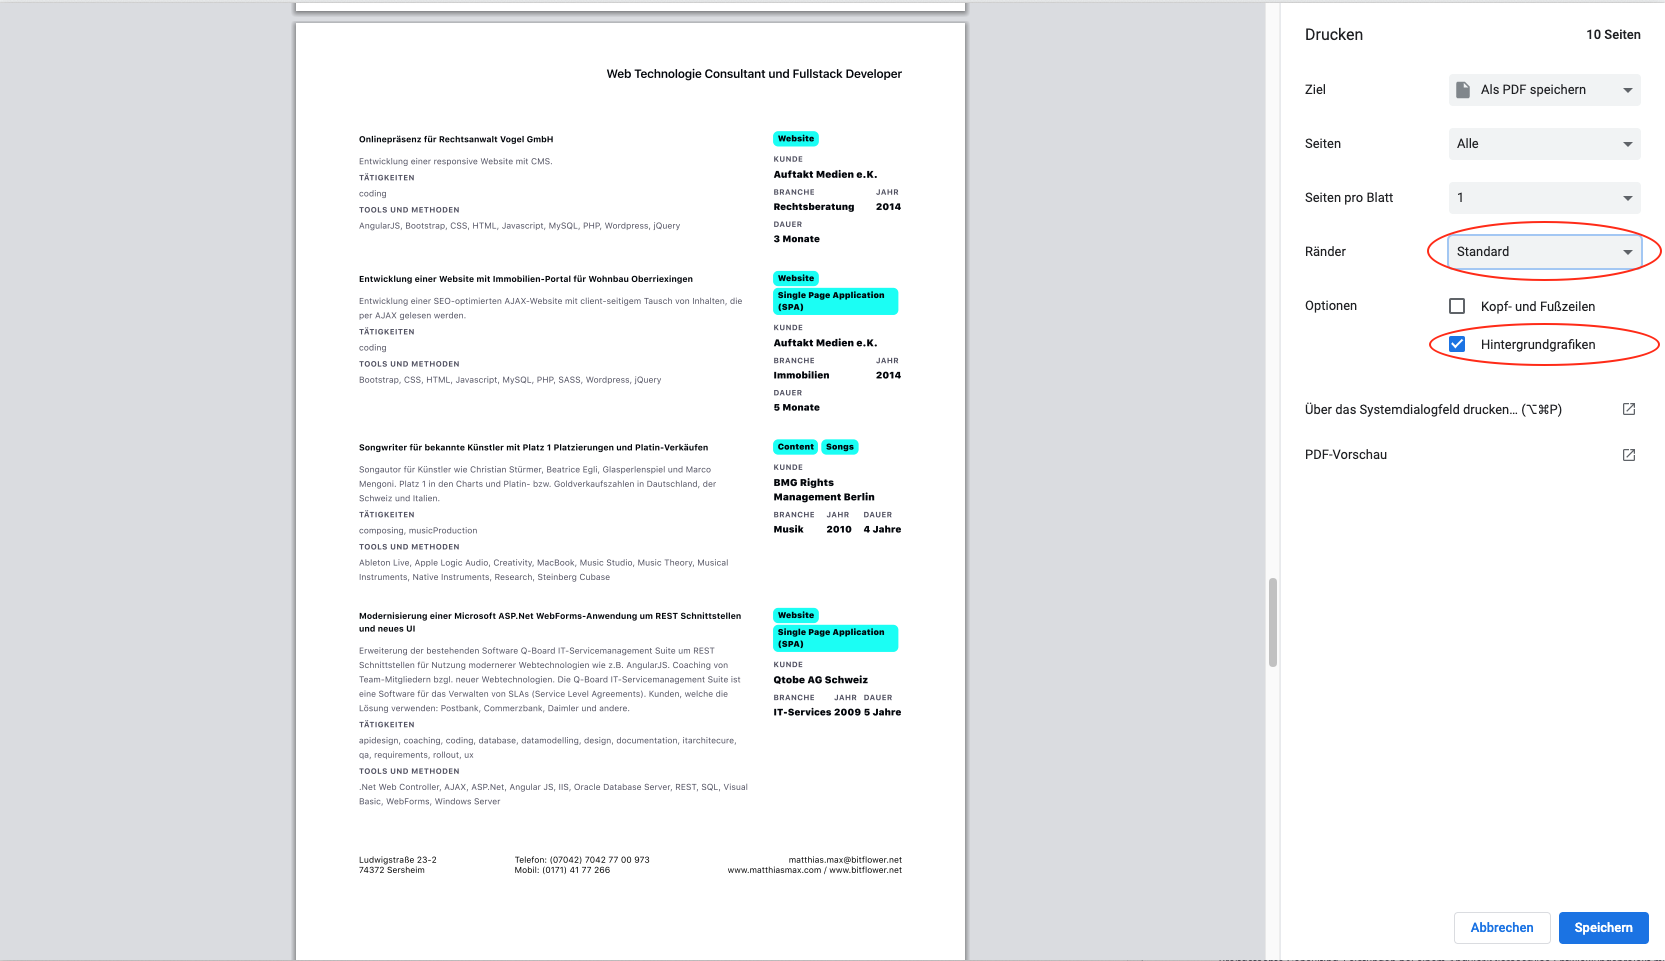 Web Technologie Consultant und Fullstack Developer
Onlinepräsenz für Rechtsanwalt Vogel GmbH
Entwicklung einer responsive Website mit CMS.
TÄTIGKEITEN
coding
TOOLS UND METHODEN
AngularJS, Bootstrap, CSS, HTML, Javascript, MySQL, PHP, Wordpress, jQuery
Website
KUNDE
Auftakt Medien e.K.
BRANCHE JAHR
Rechtsberatung 2014
DAUER
3 Monate
Entwicklung einer Website mit Immobilien-Portal für Wohnbau Oberriexingen
Entwicklung einer SEO-optimierten AJAX-Website mit client-seitigem Tausch von Inhalten, die
per AJAX gelesen werden.
TÄTIGKEITEN
coding
TOOLS UND METHODEN
Bootstrap, CSS, HTML, Javascript, MySQL, PHP, SASS, Wordpress, jQuery
Website
Single Page Application
(SPA)
KUNDE
Auftakt Medien e.K.
BRANCHE JAHR
Immobilien 2014
DAUER
5 Monate
Songwriter für bekannte Künstler mit Platz 1 Platzierungen und Platin-Verkäufen
Songautor für Künstler wie Christian Stürmer, Beatrice Egli, Glasperlenspiel und Marco
Mengoni. Platz 1 in den Charts und Platin- bzw. Goldverkaufszahlen in Dautschland, der
Schweiz und Italien.
TÄTIGKEITEN
composing, musicProduction
TOOLS UND METHODEN
Ableton Live, Apple Logic Audio, Creativity, MacBook, Music Studio, Music Theory, Musical
Instruments, Native Instruments, Research, Steinberg Cubase
Content Songs
KUNDE
BMG Rights
Management Berlin
BRANCHE JAHR DAUER
Musik 2010 4 Jahre
Modernisierung einer Microsoft ASP.Net WebForms-Anwendung um REST Schnittstellen
und neues UI
Erweiterung der bestehenden Software Q-Board IT-Servicemanagement Suite um REST
Schnittstellen für Nutzung modernerer Webtechnologien wie z.B. AngularJS. Coaching von
Team-Mitgliedern bzgl. neuer Webtechnologien. Die Q-Board IT-Servicemanagement Suite ist
eine Software für das Verwalten von SLAs (Service Level Agreements). Kunden, welche die
Lösung verwenden: Postbank, Commerzbank, Daimler und andere.
TÄTIGKEITEN
apidesign, coaching, coding, database, datamodelling, design, documentation, itarchitecure,
qa, requirements, rollout, ux
TOOLS UND METHODEN
.Net Web Controller, AJAX, ASP.Net, Angular JS, IIS, Oracle Database Server, REST, SQL, Visual
Basic, WebForms, Windows Server
Website
Single Page Application
(SPA)
KUNDE
Qtobe AG Schweiz
BRANCHE JAHR DAUER
IT-Services 2009 5 Jahre
Ludwigstraße 23-2
74372 Sersheim
Telefon: (07042) 7042 77 00 973
Mobil: (0171) 41 77 266
matthias.max@bitflower.net
www.matthiasmax.com / www.bitflower.net
Drucken 10 Seiten
Ziel Als PDF speichern
Seiten Alle
Seiten pro Blatt 1
Ränder Standard
Optionen Kopf- und Fußzeilen
Hintergrundgrafiken
Über das Systemdialogfeld drucken... (⌥⌘P)
PDF-Vorschau
Abbrechen Speichern